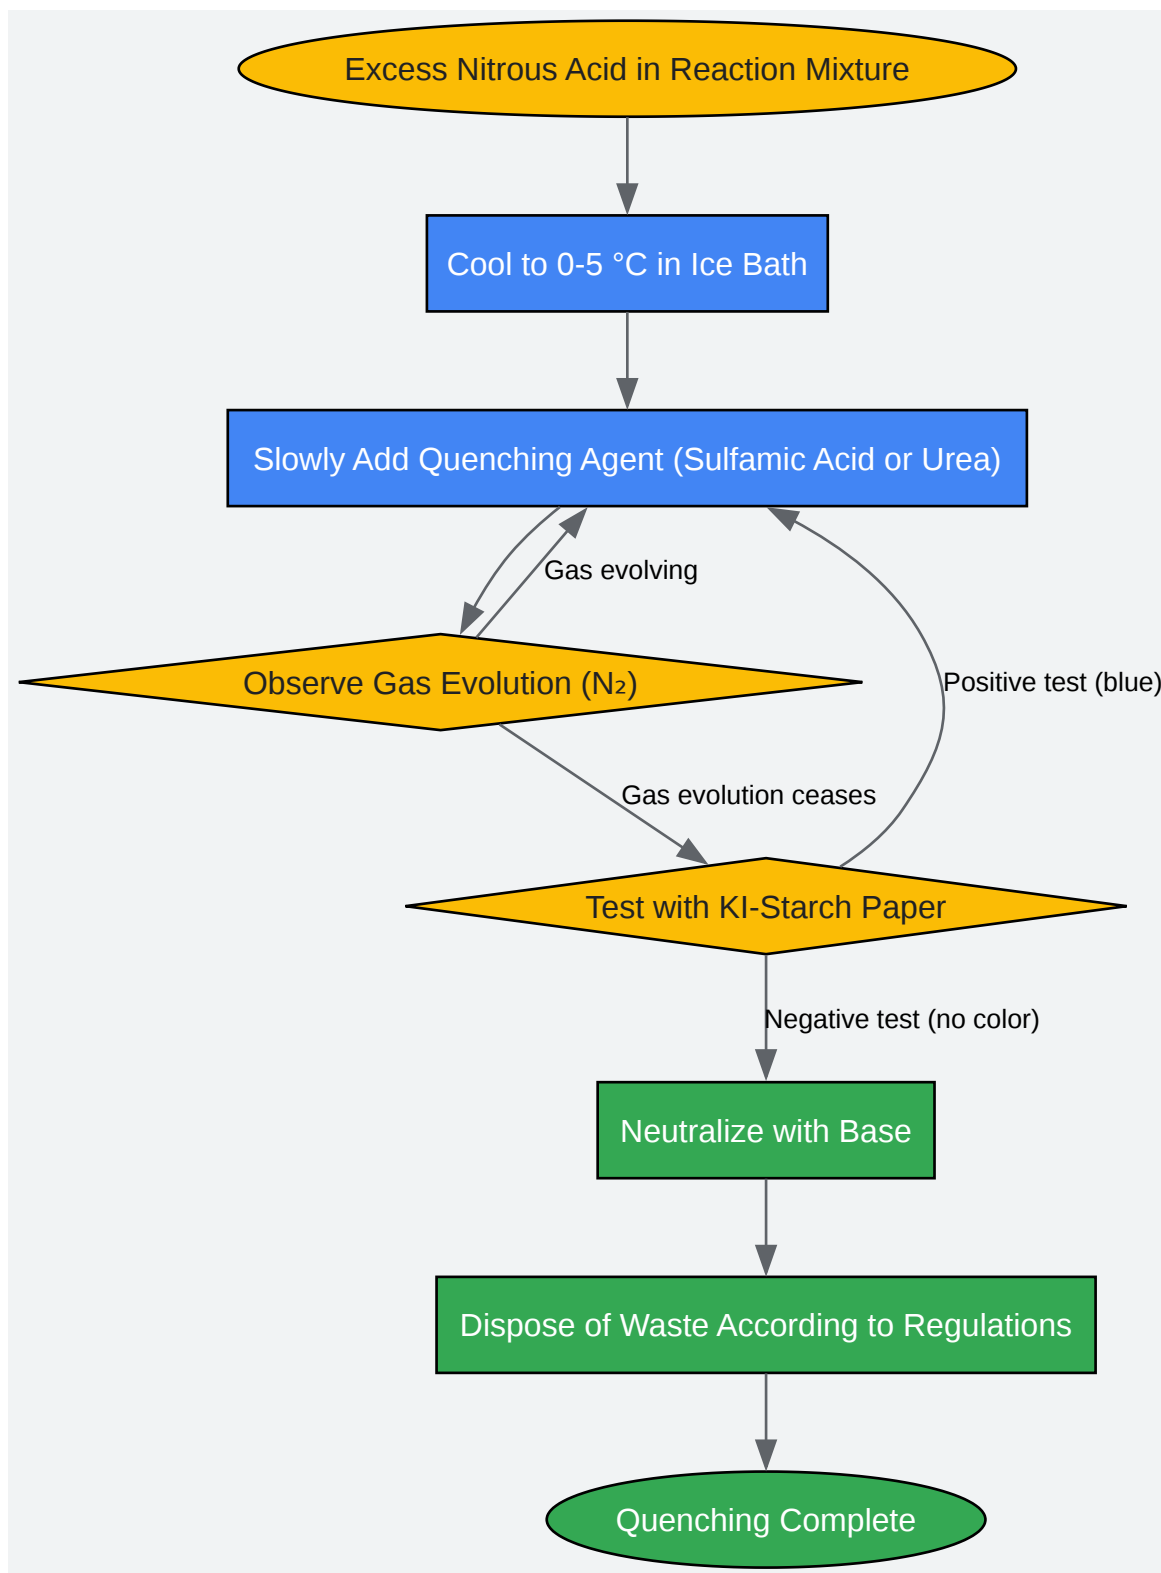 Excess Nitrous Acid in Reaction Mixture
Cool to 0-5 °C in Ice Bath
Slowly Add Quenching Agent (Sulfamic Acid or Urea)
Gas evolving
Observe Gas Evolution (N₂)
Positive test (blue)
Gas evolution ceases
Test with KI-Starch Paper
Negative test (no color)
Neutralize with Base
Dispose of Waste According to Regulations
Quenching Complete